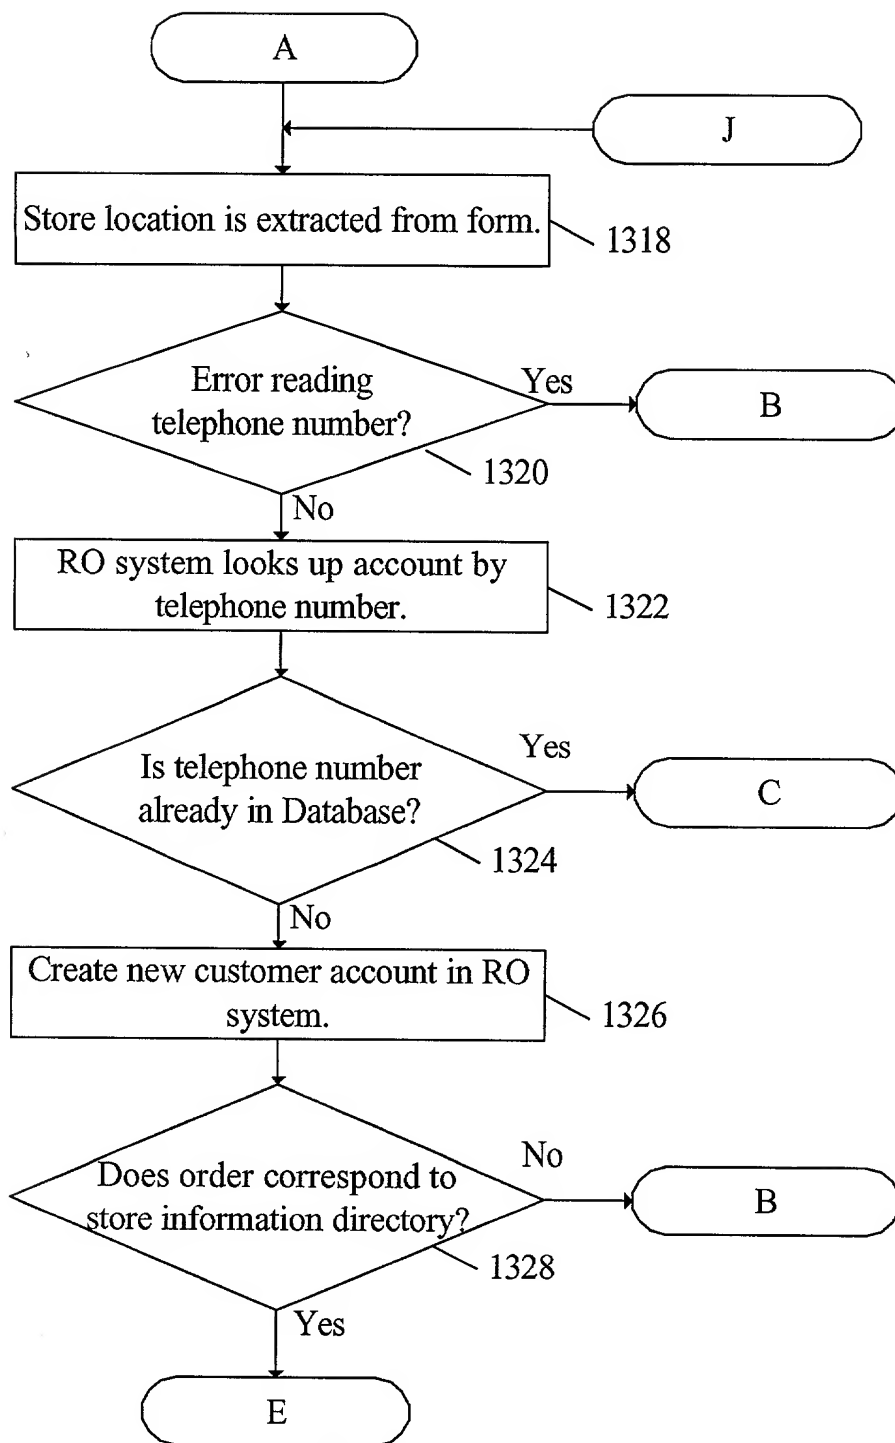 A
J
Store location is extracted from form.
1318
Error reading
telephone number?
Yes
B
1320
No
RO system looks up account by
telephone number.
1322
Is telephone number
already in Database?
Yes
C
1324
No
Create new customer account in RO
system.
1326
Does order correspond to
store information directory?
No
B
1328
Yes
E